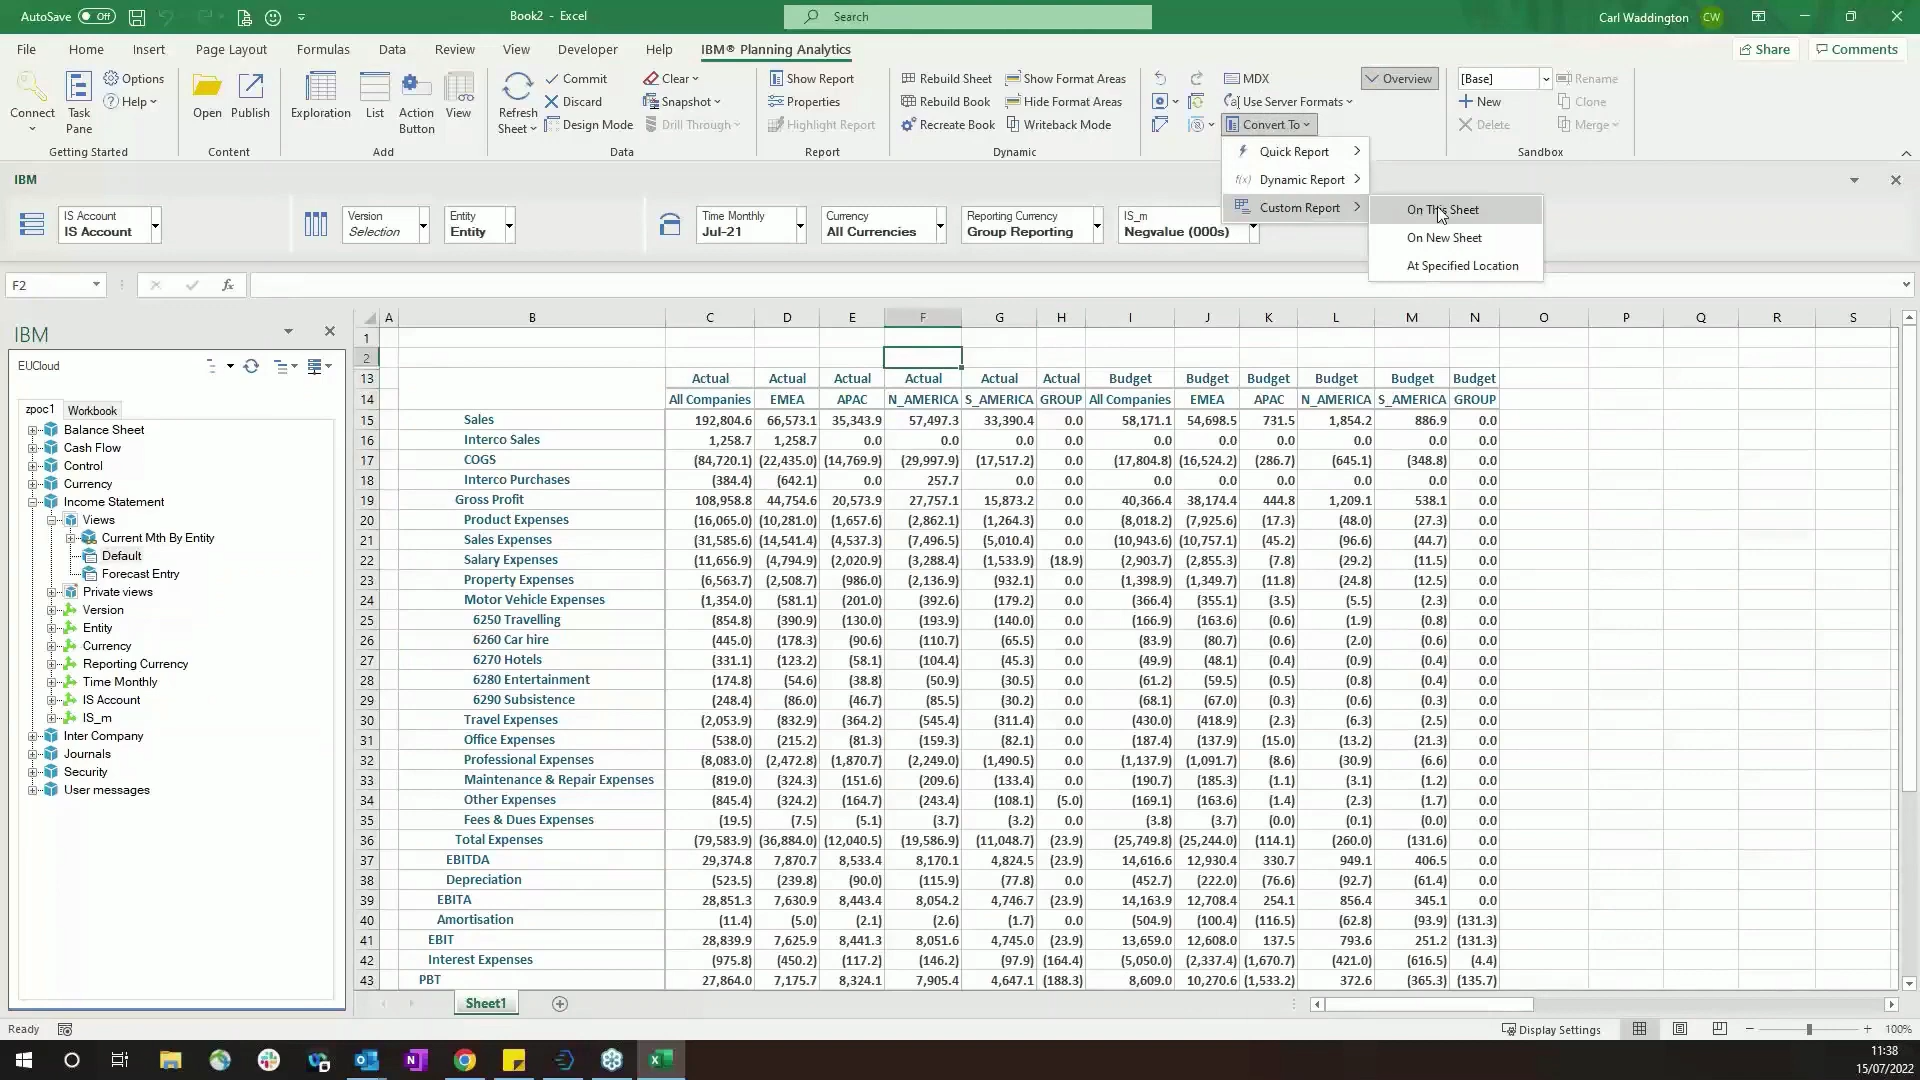 AutoSave Off Book2 - Excel Search Carl Waddington CW
File Home Insert Page Layout Formulas Data Review View Developer Help IBM® Planning Analytics Share Comments
Connect Task Pane Options Help Getting Started
Open Publish Content
Exploration List Action Button View Add
Refresh Sheet Commit Discard Design Mode Clear Snapshot Drill Through Data
Show Report Properties Highlight Report Report
Rebuild Sheet Rebuild Book Recreate Book Show Format Areas Hide Format Areas Writeback Mode Dynamic
MDX Use Server Formats Convert To Overview
[Base] New Delete Rename Clone Merge Sandbox
Quick Report
Dynamic Report
Custom Report
On This Sheet
On New Sheet
At Specified Location
IBM
IS Account Version Entity Time Monthly Currency Reporting Currency IS_m
IS Account Selection Entity Jul-21 All Currencies Group Reporting Negvalue (000s)
F2 fx
IBM
EUCloud
zpoc1 Workbook
Balance Sheet
Cash Flow
Control
Currency
Income Statement
Views
Current Mth By Entity
Default
Forecast Entry
Private views
Version
Entity
Currency
Reporting Currency
Time Monthly
IS Account
IS_m
Inter Company
Journals
Security
User messages
A B C D E F G H I J K L M N O P Q R S
1
2
13 Actual Actual Actual Actual Actual Actual Budget Budget Budget Budget Budget Budget
14 All Companies EMEA APAC N_AMERICA S_AMERICA GROUP All Companies EMEA APAC N_AMERICA S_AMERICA GROUP
15 Sales 192,804.6 66,573.1 35,343.9 57,497.3 33,390.4 0.0 58,171.1 54,698.5 731.5 1,854.2 886.9 0.0
16 Interco Sales 1,258.7 1,258.7 0.0 0.0 0.0 0.0 0.0 0.0 0.0 0.0 0.0 0.0
17 COGS (84,720.1) (22,435.0) (14,769.9) (29,997.9) (17,517.2) 0.0 (17,804.8) (16,524.2) (286.7) (645.1) (348.8) 0.0
18 Interco Purchases (384.4) (642.1) 0.0 257.7 0.0 0.0 0.0 0.0 0.0 0.0 0.0 0.0
19 Gross Profit 108,958.8 44,754.6 20,573.9 27,757.1 15,873.2 0.0 40,366.4 38,174.4 444.8 1,209.1 538.1 0.0
20 Product Expenses (16,065.0) (10,281.0) (1,657.6) (2,862.1) (1,264.3) 0.0 (8,018.2) (7,925.6) (17.3) (48.0) (27.3) 0.0
21 Sales Expenses (31,585.6) (14,541.4) (4,537.3) (7,496.5) (5,010.4) 0.0 (10,943.6) (10,757.1) (45.2) (96.6) (44.7) 0.0
22 Salary Expenses (11,656.9) (4,794.9) (2,020.9) (3,288.4) (1,533.9) (18.9) (2,903.7) (2,855.3) (7.8) (29.2) (11.5) 0.0
23 Property Expenses (6,563.7) (2,508.7) (986.0) (2,136.9) (932.1) 0.0 (1,398.9) (1,349.7) (11.8) (24.8) (12.5) 0.0
24 Motor Vehicle Expenses (1,354.0) (581.1) (201.0) (392.6) (179.2) 0.0 (366.4) (355.1) (3.5) (5.5) (2.3) 0.0
25 6250 Travelling (854.8) (390.9) (130.0) (193.9) (140.0) 0.0 (166.9) (163.6) (0.6) (1.9) (0.8) 0.0
26 6260 Car hire (445.0) (178.3) (90.6) (110.7) (65.5) 0.0 (83.9) (80.7) (0.6) (2.0) (0.6) 0.0
27 6270 Hotels (331.1) (123.2) (58.1) (104.4) (45.3) 0.0 (49.9) (48.1) (0.4) (0.9) (0.4) 0.0
28 6280 Entertainment (174.8) (54.6) (38.8) (50.9) (30.5) 0.0 (61.2) (59.5) (0.5) (0.8) (0.4) 0.0
29 6290 Subsistence (248.4) (86.0) (46.7) (85.5) (30.2) 0.0 (68.1) (67.0) (0.3) (0.6) (0.3) 0.0
30 Travel Expenses (2,053.9) (832.9) (364.2) (545.4) (311.4) 0.0 (430.0) (418.9) (2.3) (6.3) (2.5) 0.0
31 Office Expenses (538.0) (215.2) (81.3) (159.3) (82.1) 0.0 (187.4) (137.9) (15.0) (13.2) (21.3) 0.0
32 Professional Expenses (8,083.0) (2,472.8) (1,870.7) (2,249.0) (1,490.5) 0.0 (1,137.9) (1,091.7) (8.6) (30.9) (6.6) 0.0
33 Maintenance & Repair Expenses (819.0) (324.3) (151.6) (209.6) (133.4) 0.0 (190.7) (185.3) (1.1) (3.1) (1.2) 0.0
34 Other Expenses (845.4) (324.2) (164.7) (243.4) (108.1) (5.0) (169.1) (163.6) (1.4) (2.3) (1.7) 0.0
35 Fees & Dues Expenses (19.5) (7.5) (5.1) (3.7) (3.2) 0.0 (3.8) (3.7) (0.0) (0.1) (0.0) 0.0
36 Total Expenses (79,583.9) (36,884.0) (12,040.5) (19,586.9) (11,048.7) (23.9) (25,749.8) (25,244.0) (114.1) (260.0) (131.6) 0.0
37 EBITDA 29,374.8 7,870.7 8,533.4 8,170.1 4,824.5 (23.9) 14,616.6 12,930.4 330.7 949.1 406.5 0.0
38 Depreciation (523.5) (239.8) (90.0) (115.9) (77.8) 0.0 (452.7) (222.0) (76.6) (92.7) (61.4) 0.0
39 EBITA 28,851.3 7,630.9 8,443.4 8,054.2 4,746.7 (23.9) 14,163.9 12,708.4 254.1 856.4 345.1 0.0
40 Amortisation (11.4) (5.0) (2.1) (2.6) (1.7) 0.0 (504.9) (100.4) (116.5) (62.8) (93.9) (131.3)
41 EBIT 28,839.9 7,625.9 8,441.3 8,051.6 4,745.0 (23.9) 13,659.0 12,608.0 137.5 793.6 251.2 (131.3)
42 Interest Expenses (975.8) (450.2) (117.2) (146.2) (97.9) (164.4) (5,050.0) (2,337.4) (1,670.7) (421.0) (616.5) (4.4)
43 PBT 27,864.0 7,175.7 8,324.1 7,905.4 4,647.1 (188.3) 8,609.0 10,270.6 (1,533.2) 372.6 (365.3) (135.7)
Sheet1
Ready Display Settings 100%
11:38
15/07/2022